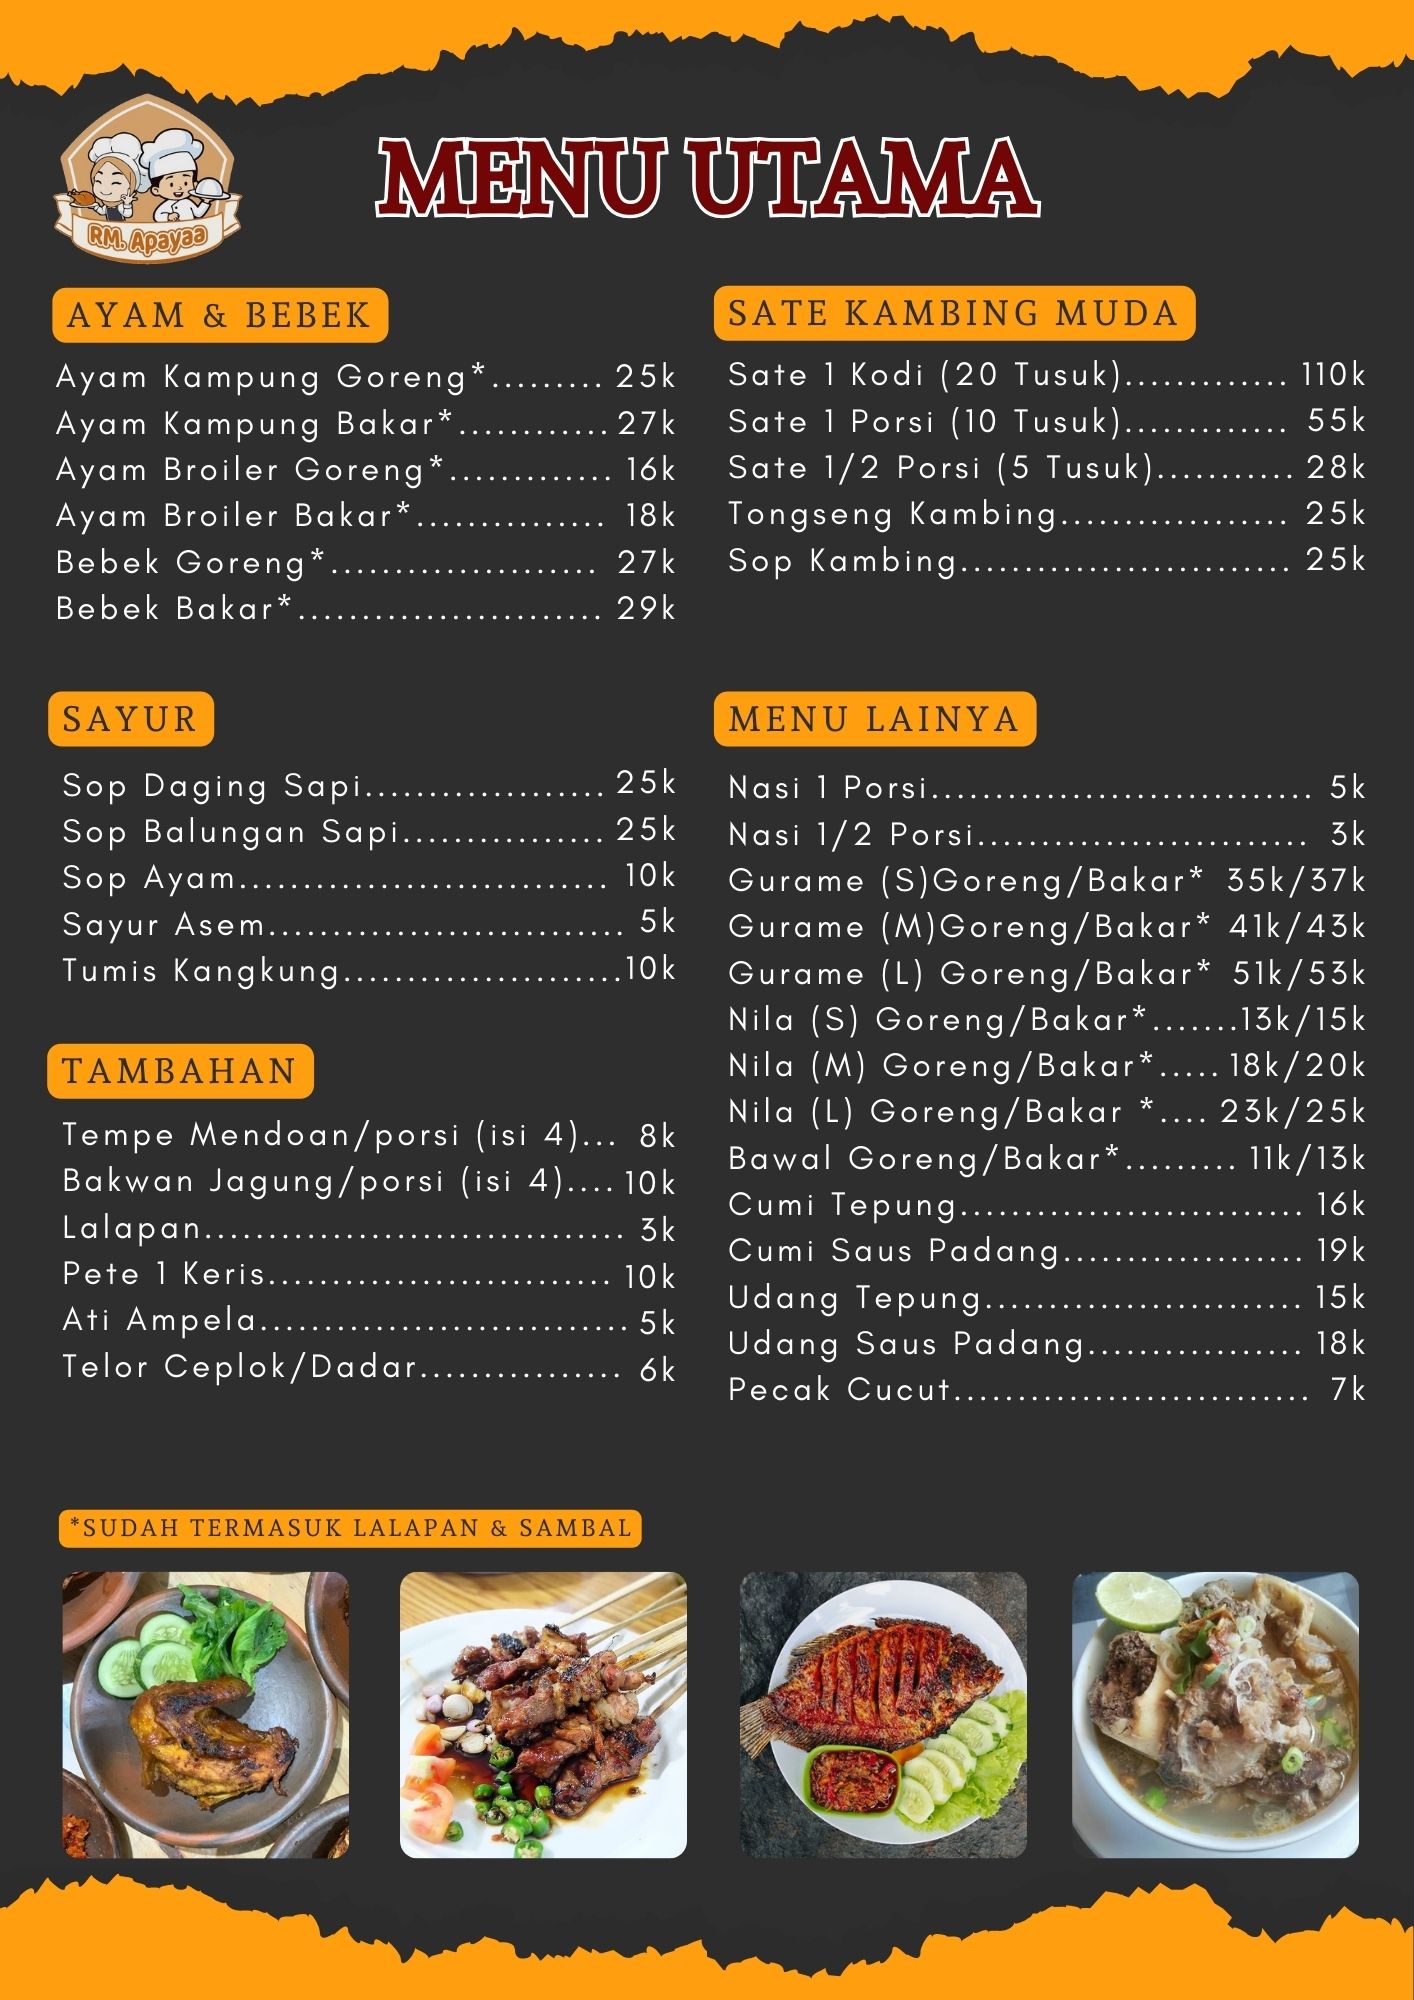 RM. Apayaa
MENU UTAMA
AYAM & BEBEK
Ayam Kampung Goreng*......... 25k
Ayam Kampung Bakar*............ 27k
Ayam Broiler Goreng*............. 16k
Ayam Broiler Bakar*............... 18k
Bebek Goreng*..................... 27k
Bebek Bakar*........................ 29k
SAYUR
Sop Daging Sapi................... 25k
Sop Balungan Sapi................ 25k
Sop Ayam............................. 10k
Sayur Asem............................ 5k
Tumis Kangkung......................10k
TAMBAHAN
Tempe Mendoan/porsi (isi 4)... 8k
Bakwan Jagung/porsi (isi 4).... 10k
Lalapan................................. 3k
Pete 1 Keris........................... 10k
Ati Ampela............................. 5k
Telor Ceplok/Dadar................ 6k
SATE KAMBING MUDA
Sate 1 Kodi (20 Tusuk)............. 110k
Sate 1 Porsi (10 Tusuk)............. 55k
Sate 1/2 Porsi (5 Tusuk)........... 28k
Tongseng Kambing.................. 25k
Sop Kambing.......................... 25k
MENU LAINYA
Nasi 1 Porsi.............................. 5k
Nasi 1/2 Porsi.......................... 3k
Gurame (S)Goreng/Bakar* 35k/37k
Gurame (M)Goreng/Bakar* 41k/43k
Gurame (L) Goreng/Bakar* 51k/53k
Nila (S) Goreng/Bakar*.......13k/15k
Nila (M) Goreng/Bakar*..... 18k/20k
Nila (L) Goreng/Bakar *.... 23k/25k
Bawal Goreng/Bakar*......... 11k/13k
Cumi Tepung........................... 16k
Cumi Saus Padang................... 19k
Udang Tepung......................... 15k
Udang Saus Padang................. 18k
Pecak Cucut............................ 7k
*SUDAH TERMASUK LALAPAN & SAMBAL